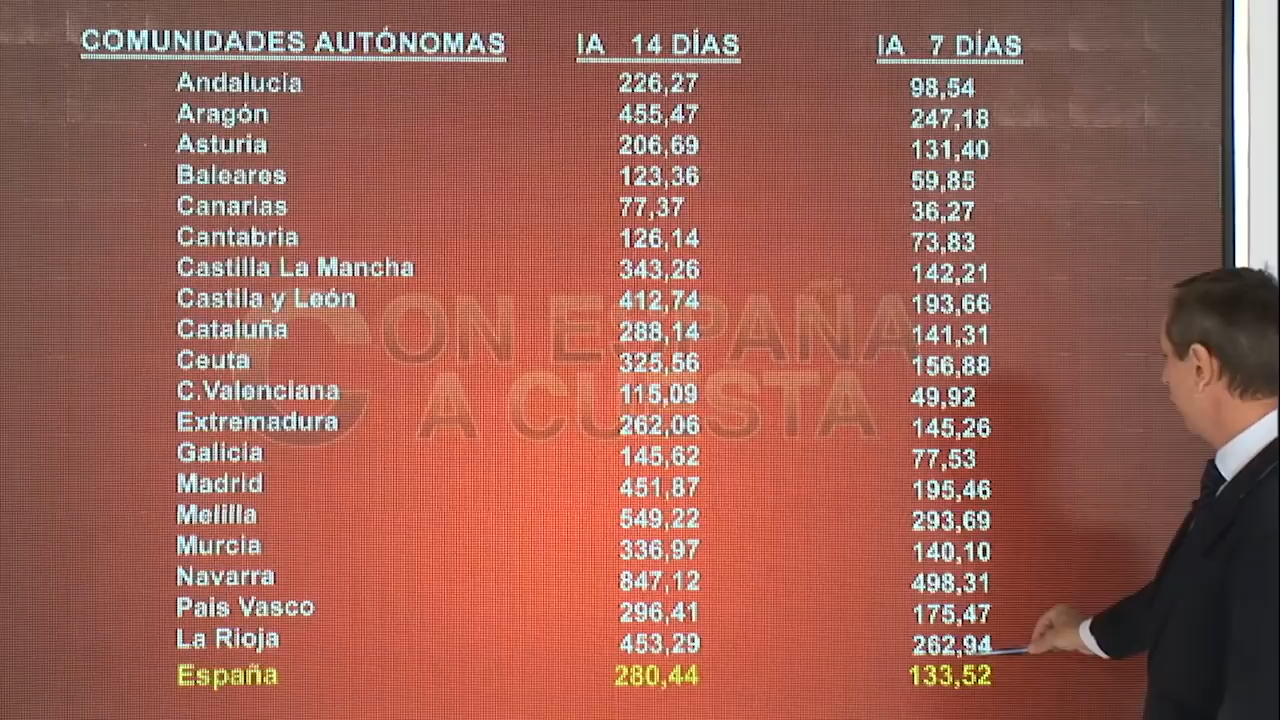 COMUNIDADES AUTÓNOMAS IA 14 DÍAS IA 7 DÍAS
Andalucia 226,27 98,54
Aragón 455,47 247,18
Asturia 206,69 131,40
Baleares 123,36 59,85
Canarias 77,37 36,27
Cantabria 126,14 73,83
Castilla La Mancha 343,26 142,21
Castilla y León 412,74 193,66
Cataluña 288,14 141,31
Ceuta 325,56 156,88
C.Valenciana 115,09 49,92
Extremadura 262,06 145,26
Galicia 145,62 77,53
Madrid 451,87 195,46
Melilla 549,22 293,69
Murcia 336,97 140,10
Navarra 847,12 498,31
Pais Vasco 296,41 175,47
La Rioja 453,29 262,94
España 280,44 133,52
CON ESPAÑA
A CUESTA